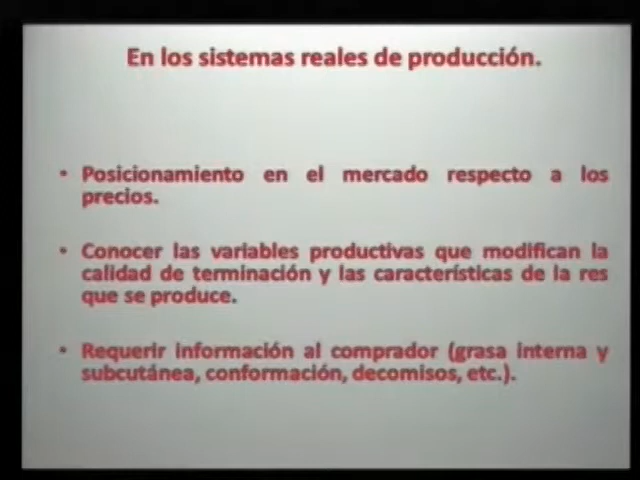 En los sistemas reales de producción.
• Posicionamiento en el mercado respecto a los
precios.
• Conocer las variables productivas que modifican la
calidad de terminación y las características de la res
que se produce.
• Requerir información al comprador (grasa interna y
subcutánea, conformación, decomisos, etc.).